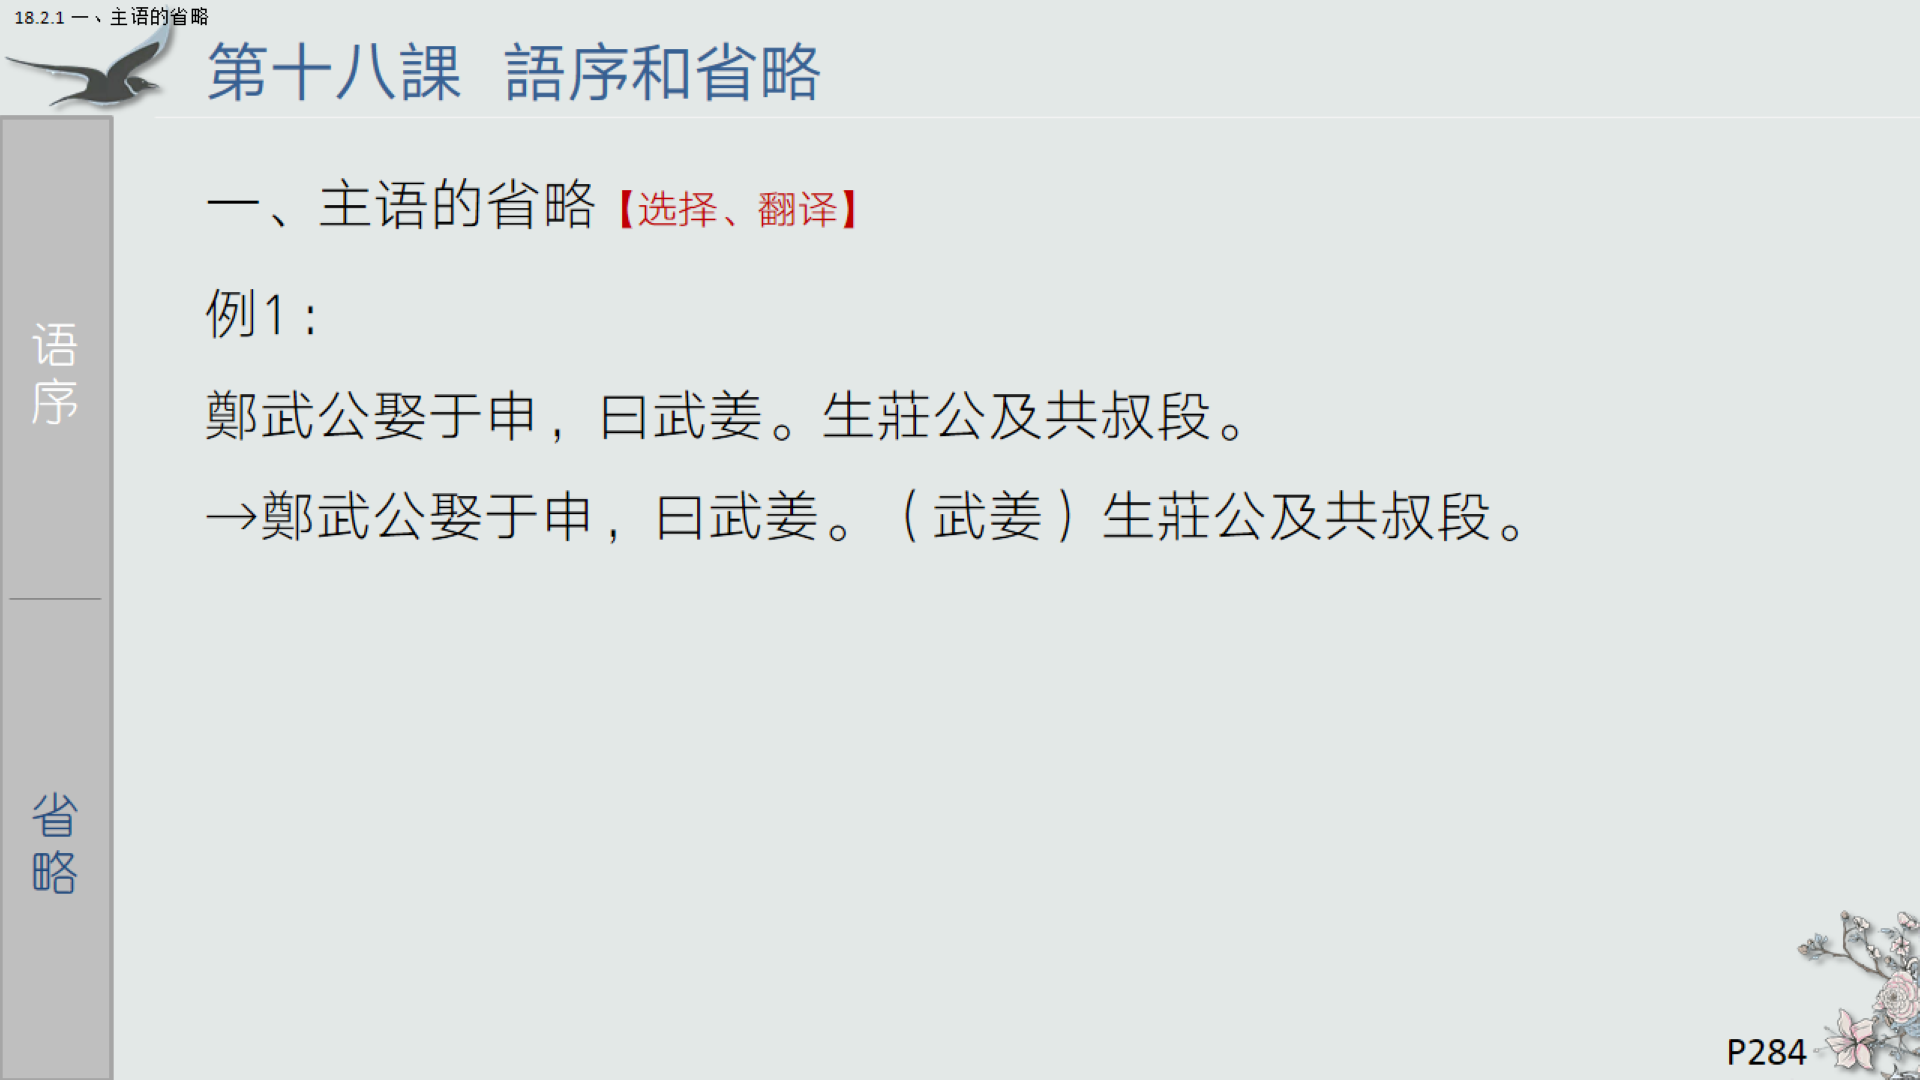 18.2.1 一、主语的省略
第十八課 語序和省略
一、主语的省略【选择、翻译】
例1：
鄭武公娶于申，曰武姜。生莊公及共叔段。
→鄭武公娶于申，曰武姜。（武姜）生莊公及共叔段。
语
序
省
略
P284